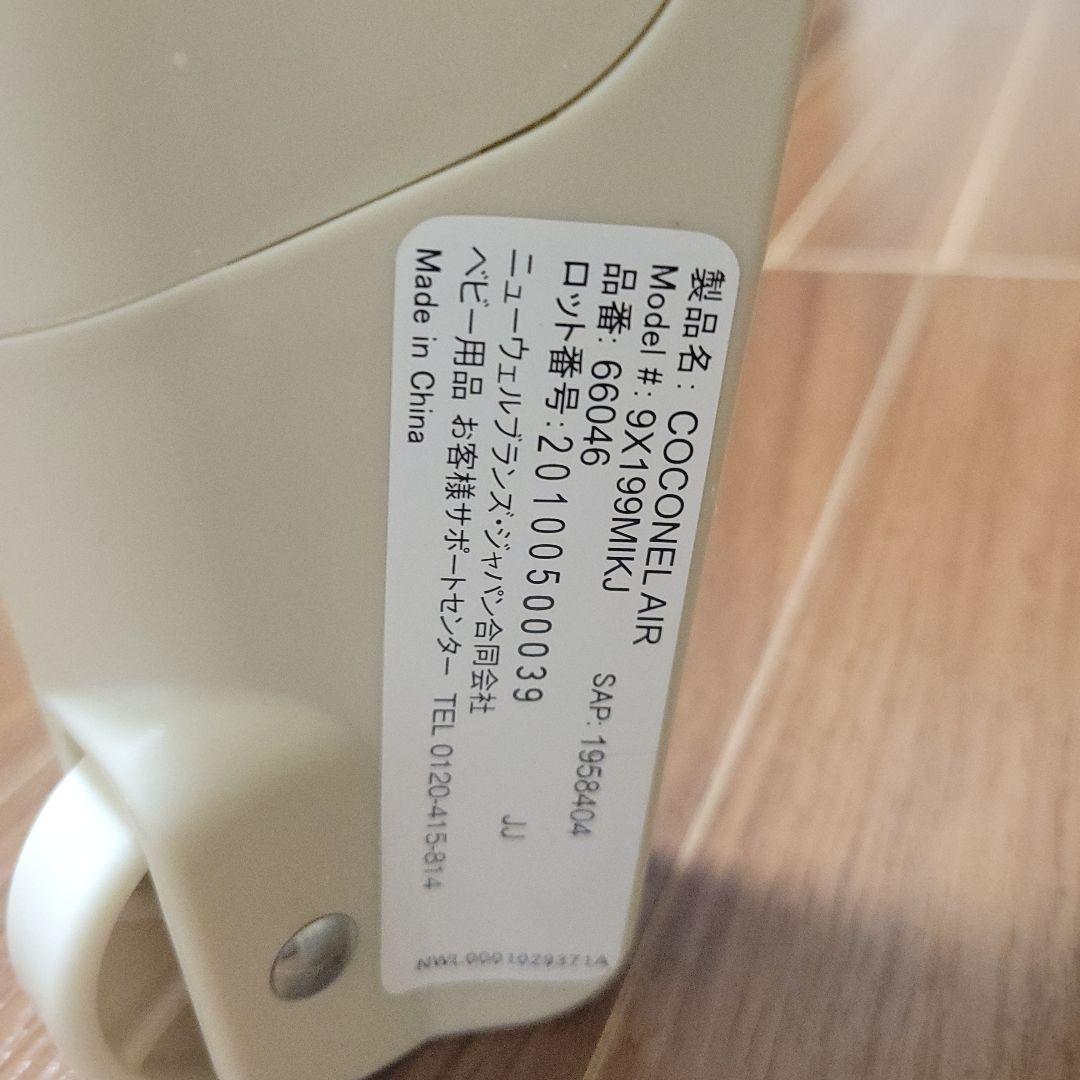 製品名: COCONEL AIR
Model #: 9X199MIKJ
品番: 66046 SAP: 1958404
ロット番号: 2010050039
ニューウェルブランズ・ジャパン合同会社 JJ
ベビー用品 お客様サポートセンター TEL 0120-415-814
Made in China
NWL0001029371A